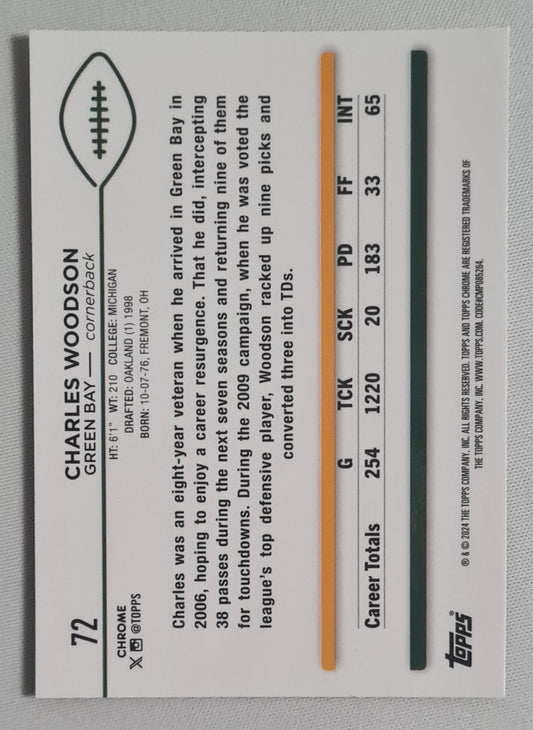 72
CHROME
X @TOPPS
CHARLES WOODSON
GREEN BAY — cornerback
HT: 6'1" WT: 210 COLLEGE: MICHIGAN
DRAFTED: OAKLAND (1) 1998
BORN: 10-07-76, FREMONT, OH
Charles was an eight-year veteran when he arrived in Green Bay in
2006, hoping to enjoy a career resurgence. That he did, intercepting
38 passes during the next seven seasons and returning nine of them
for touchdowns. During the 2009 campaign, when he was voted the
league's top defensive player, Woodson racked up nine picks and
converted three into TDs.
G TCK SCK PD FF INT
Career Totals 254 1220 20 183 33 65
topps®
® & © 2024 THE TOPPS COMPANY, INC. ALL RIGHTS RESERVED. TOPPS AND TOPPS CHROME ARE REGISTERED TRADEMARKS OF
THE TOPPS COMPANY, INC. WWW.TOPPS.COM. CODE#CMP085264.